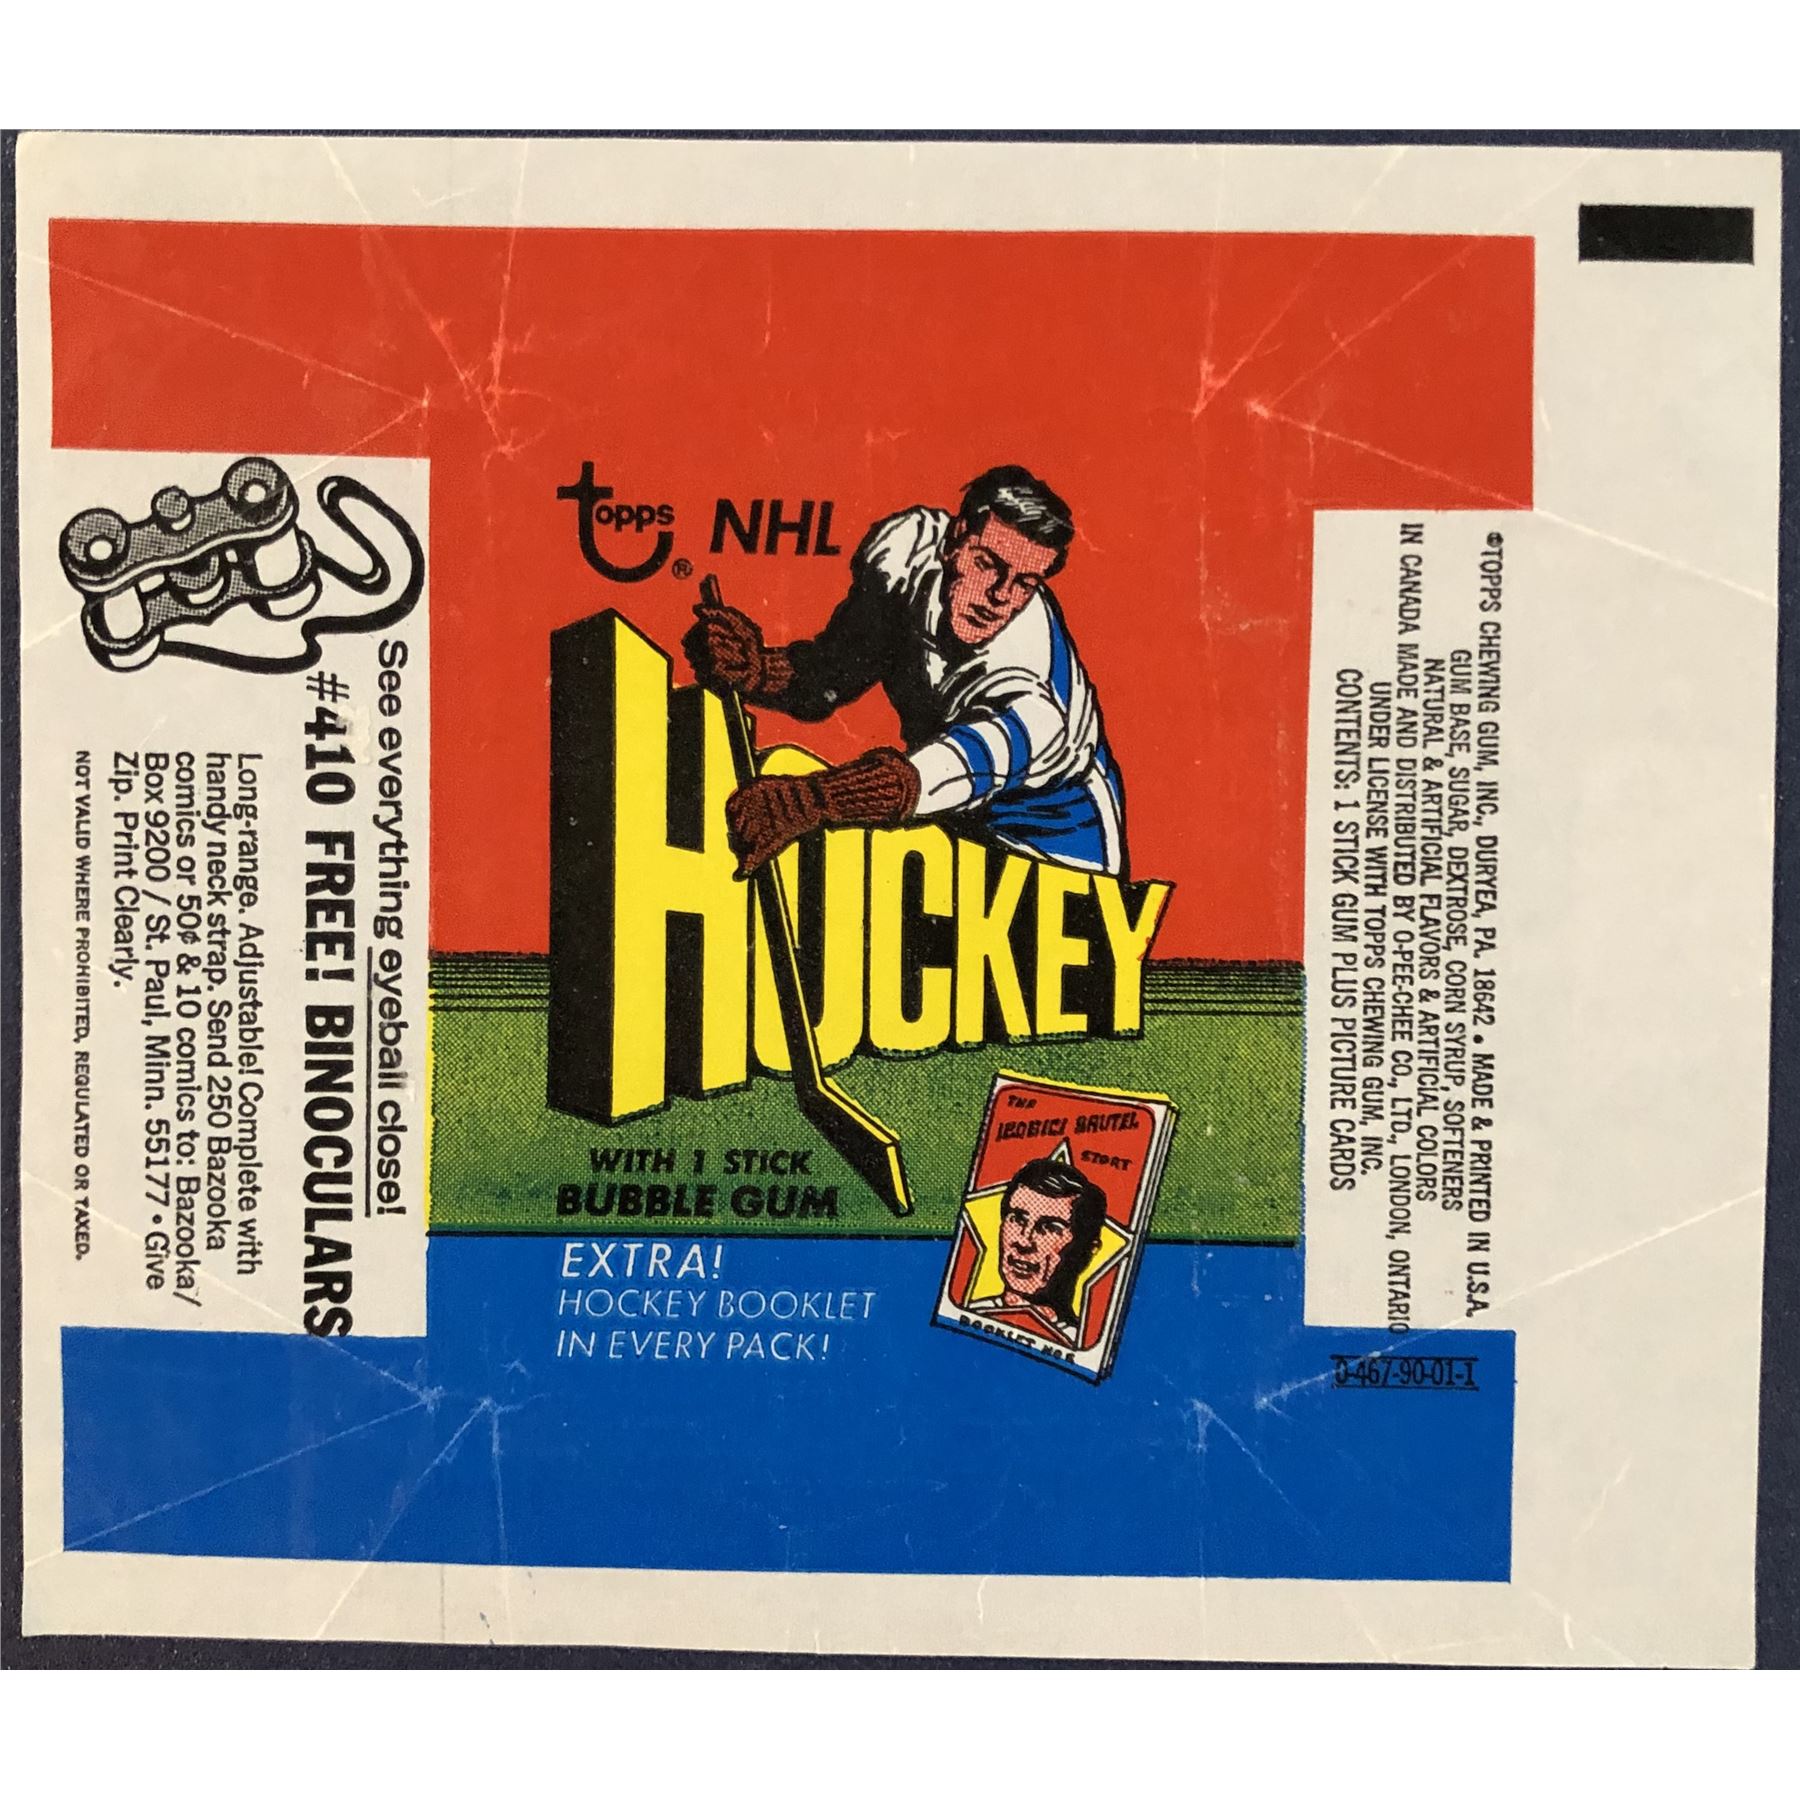 topps ® NHL
HOCKEY
WITH 1 STICK
BUBBLE GUM
EXTRA!
HOCKEY BOOKLET
IN EVERY PACK!
THE
STORY
BOOKLET NO 5
See everything eyeball close!
#410 FREE! BINOCULARS
Long-range. Adjustable! Complete with
handy neck strap. Send 250 Bazooka
comics or 50¢ & 10 comics to: Bazooka/
Box 9200 / St. Paul, Minn. 55177 • Give
Zip. Print Clearly.
NOT VALID WHERE PROHIBITED, REGULATED OR TAXED.
©TOPPS CHEWING GUM, INC., DURYEA, PA. 18642 • MADE & PRINTED IN U.S.A.
GUM BASE, SUGAR, DEXTROSE, CORN SYRUP, SOFTENERS
NATURAL & ARTIFICIAL FLAVORS & ARTIFICIAL COLORS
IN CANADA MADE AND DISTRIBUTED BY O-PEE-CHEE CO., LTD., LONDON, ONTARIO
UNDER LICENSE WITH TOPPS CHEWING GUM, INC.
CONTENTS: 1 STICK GUM PLUS PICTURE CARDS
0-467-90-01-1